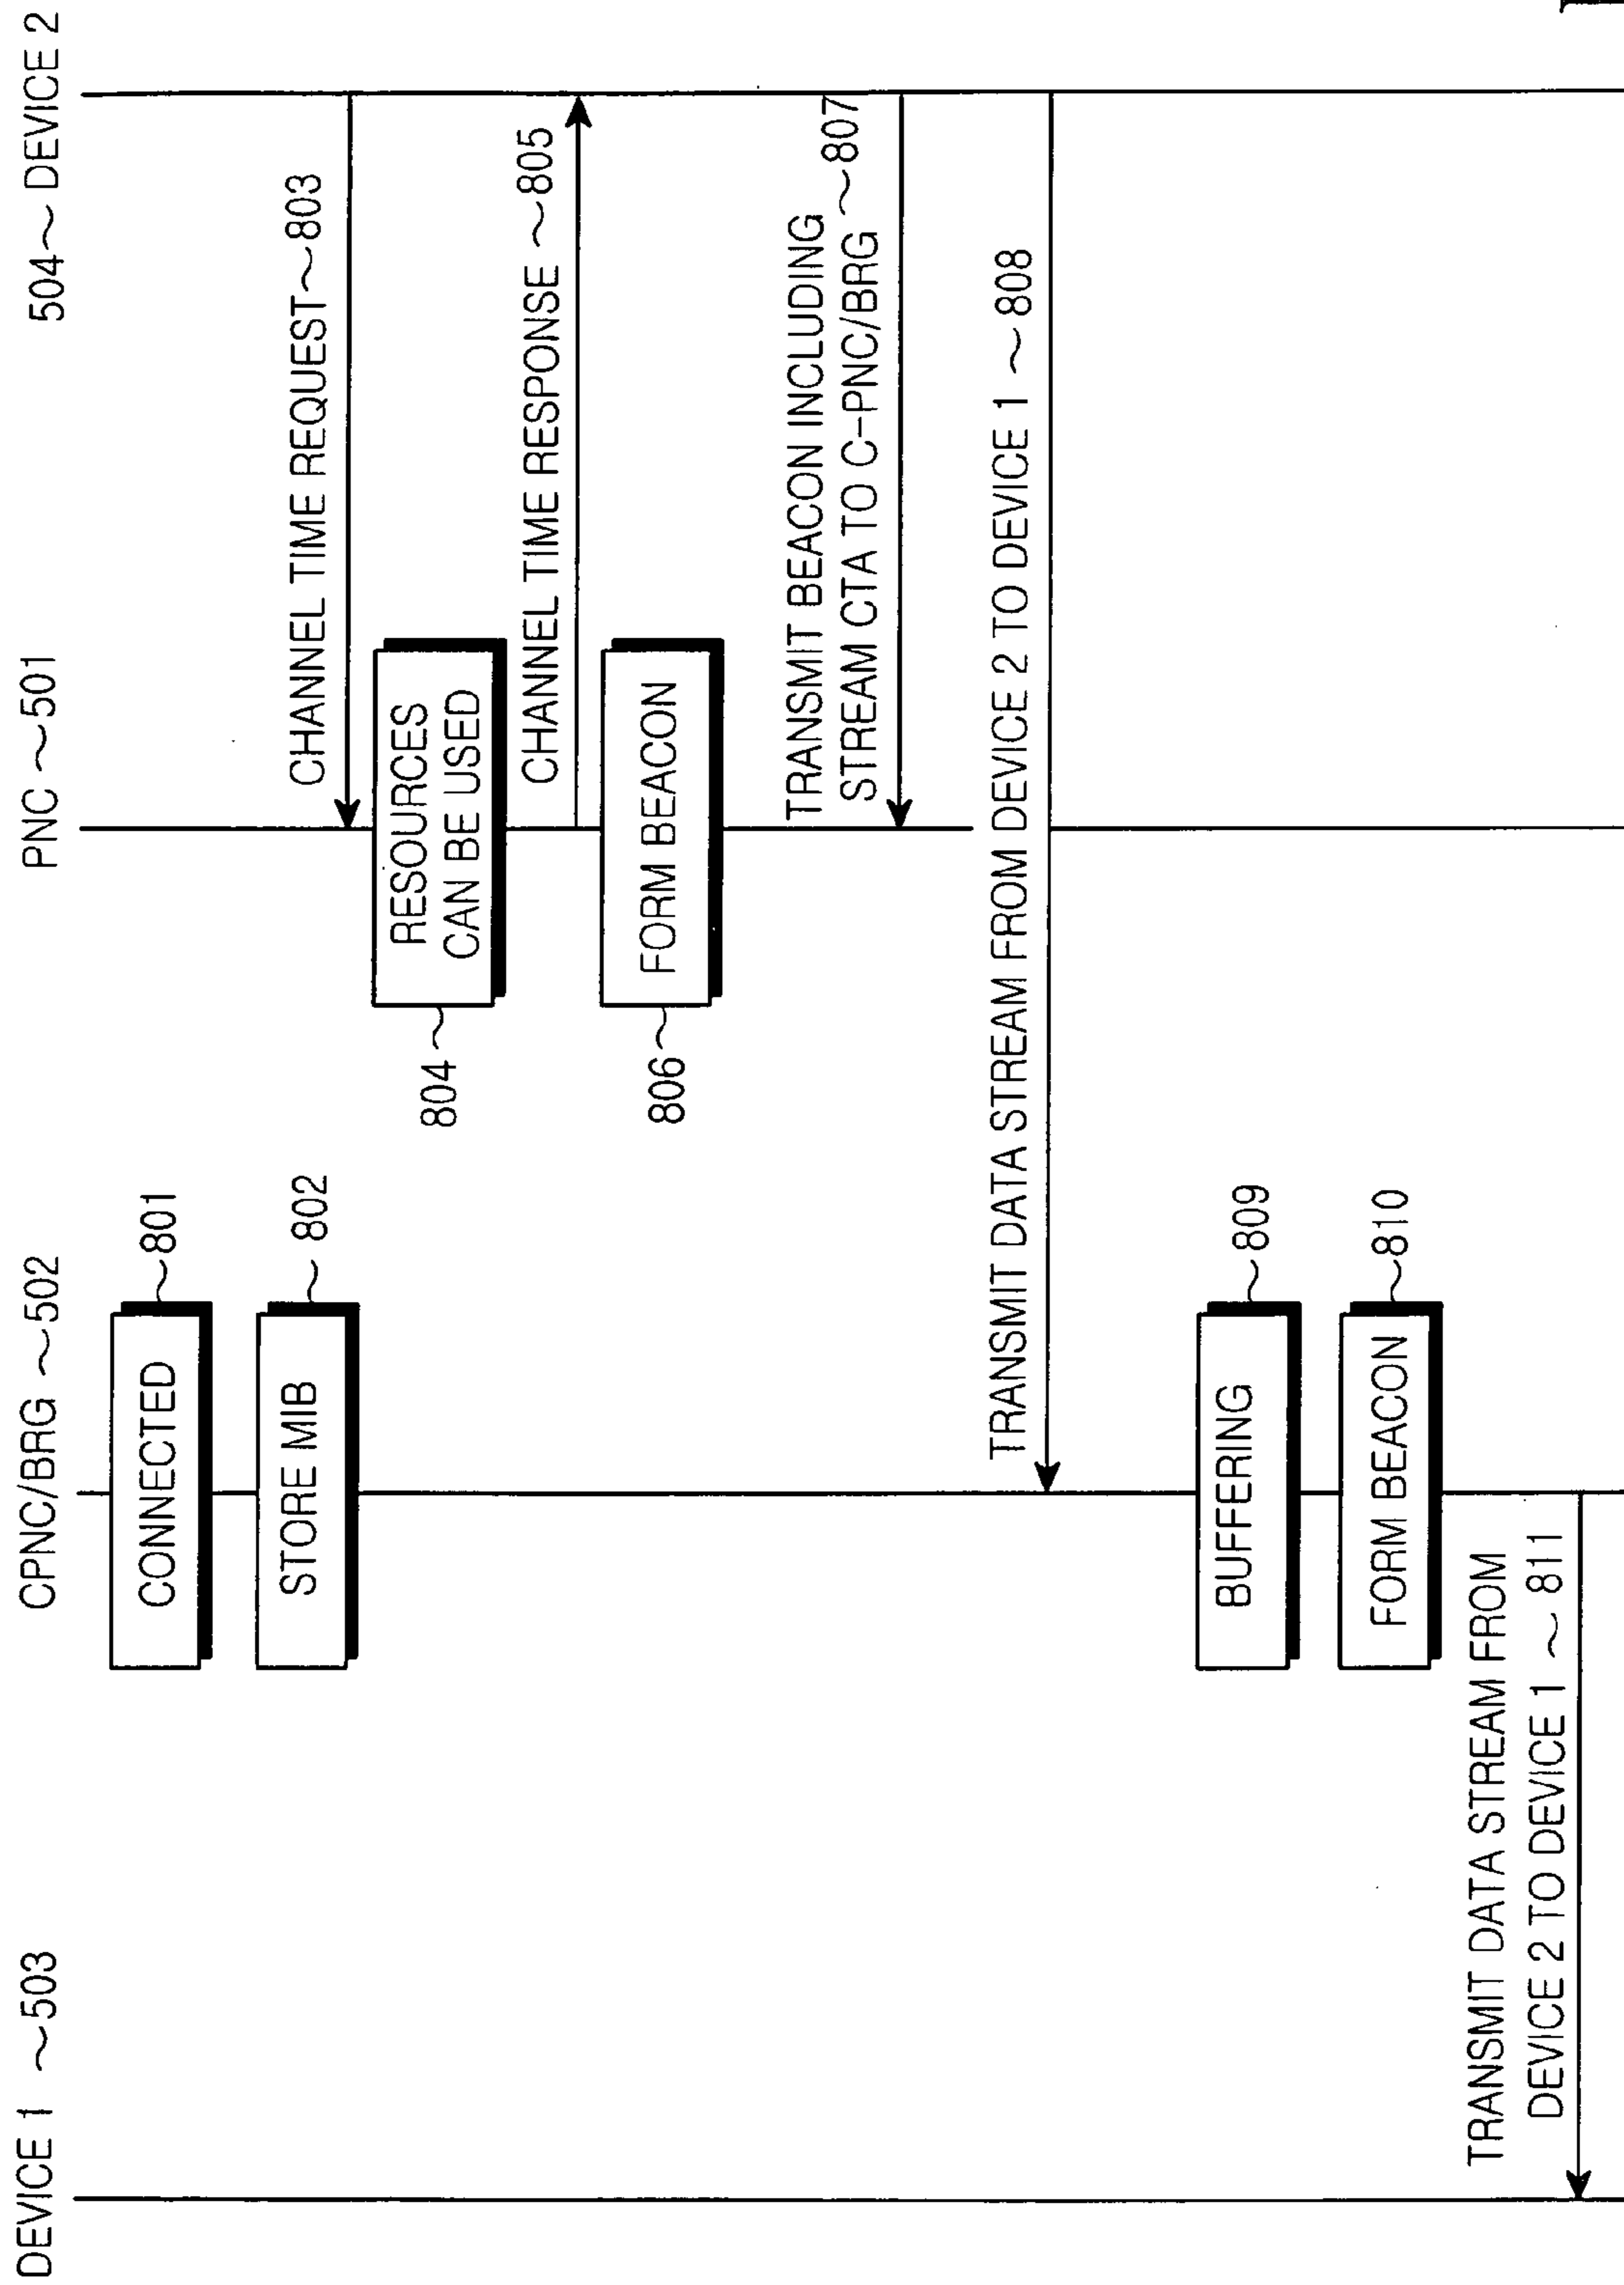 DEVICE 1 ~503
CPNC/BRG ~502
PNC ~501
504~ DEVICE 2
CONNECTED
~801
STORE MIB
~802
CHANNEL TIME REQUEST~803
RESOURCES
CAN BE USED
804~
CHANNEL TIME RESPONSE ~805
FORM BEACON
806~
TRANSMIT BEACON INCLUDING
STREAM CTA TO C-PNC/BRG ~807
TRANSMIT DATA STREAM FROM DEVICE 2 TO DEVICE 1 ~808
BUFFERING
~809
FORM BEACON
~810
TRANSMIT DATA STREAM FROM
DEVICE 2 TO DEVICE 1 ~811